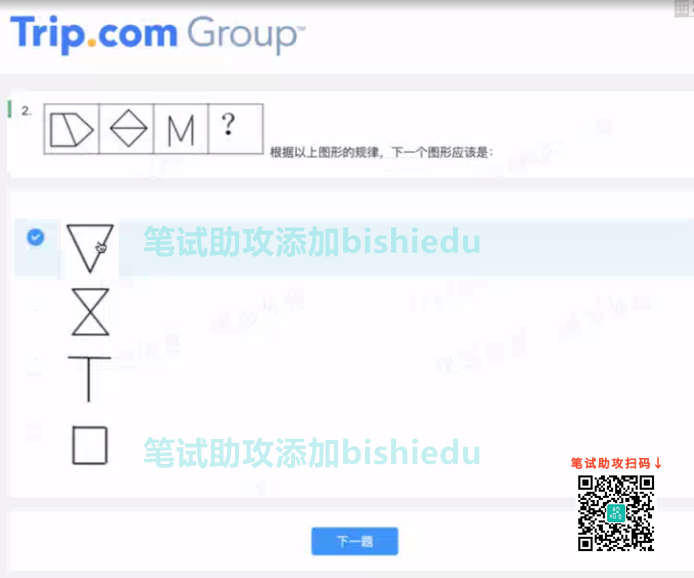 Trip.com Group™
2.
M
?
根据以上图形的规律，下一个图形应该是：
笔试助攻添加bishiedu
T
笔试助攻添加bishiedu
笔试助攻扫码↓
下一题